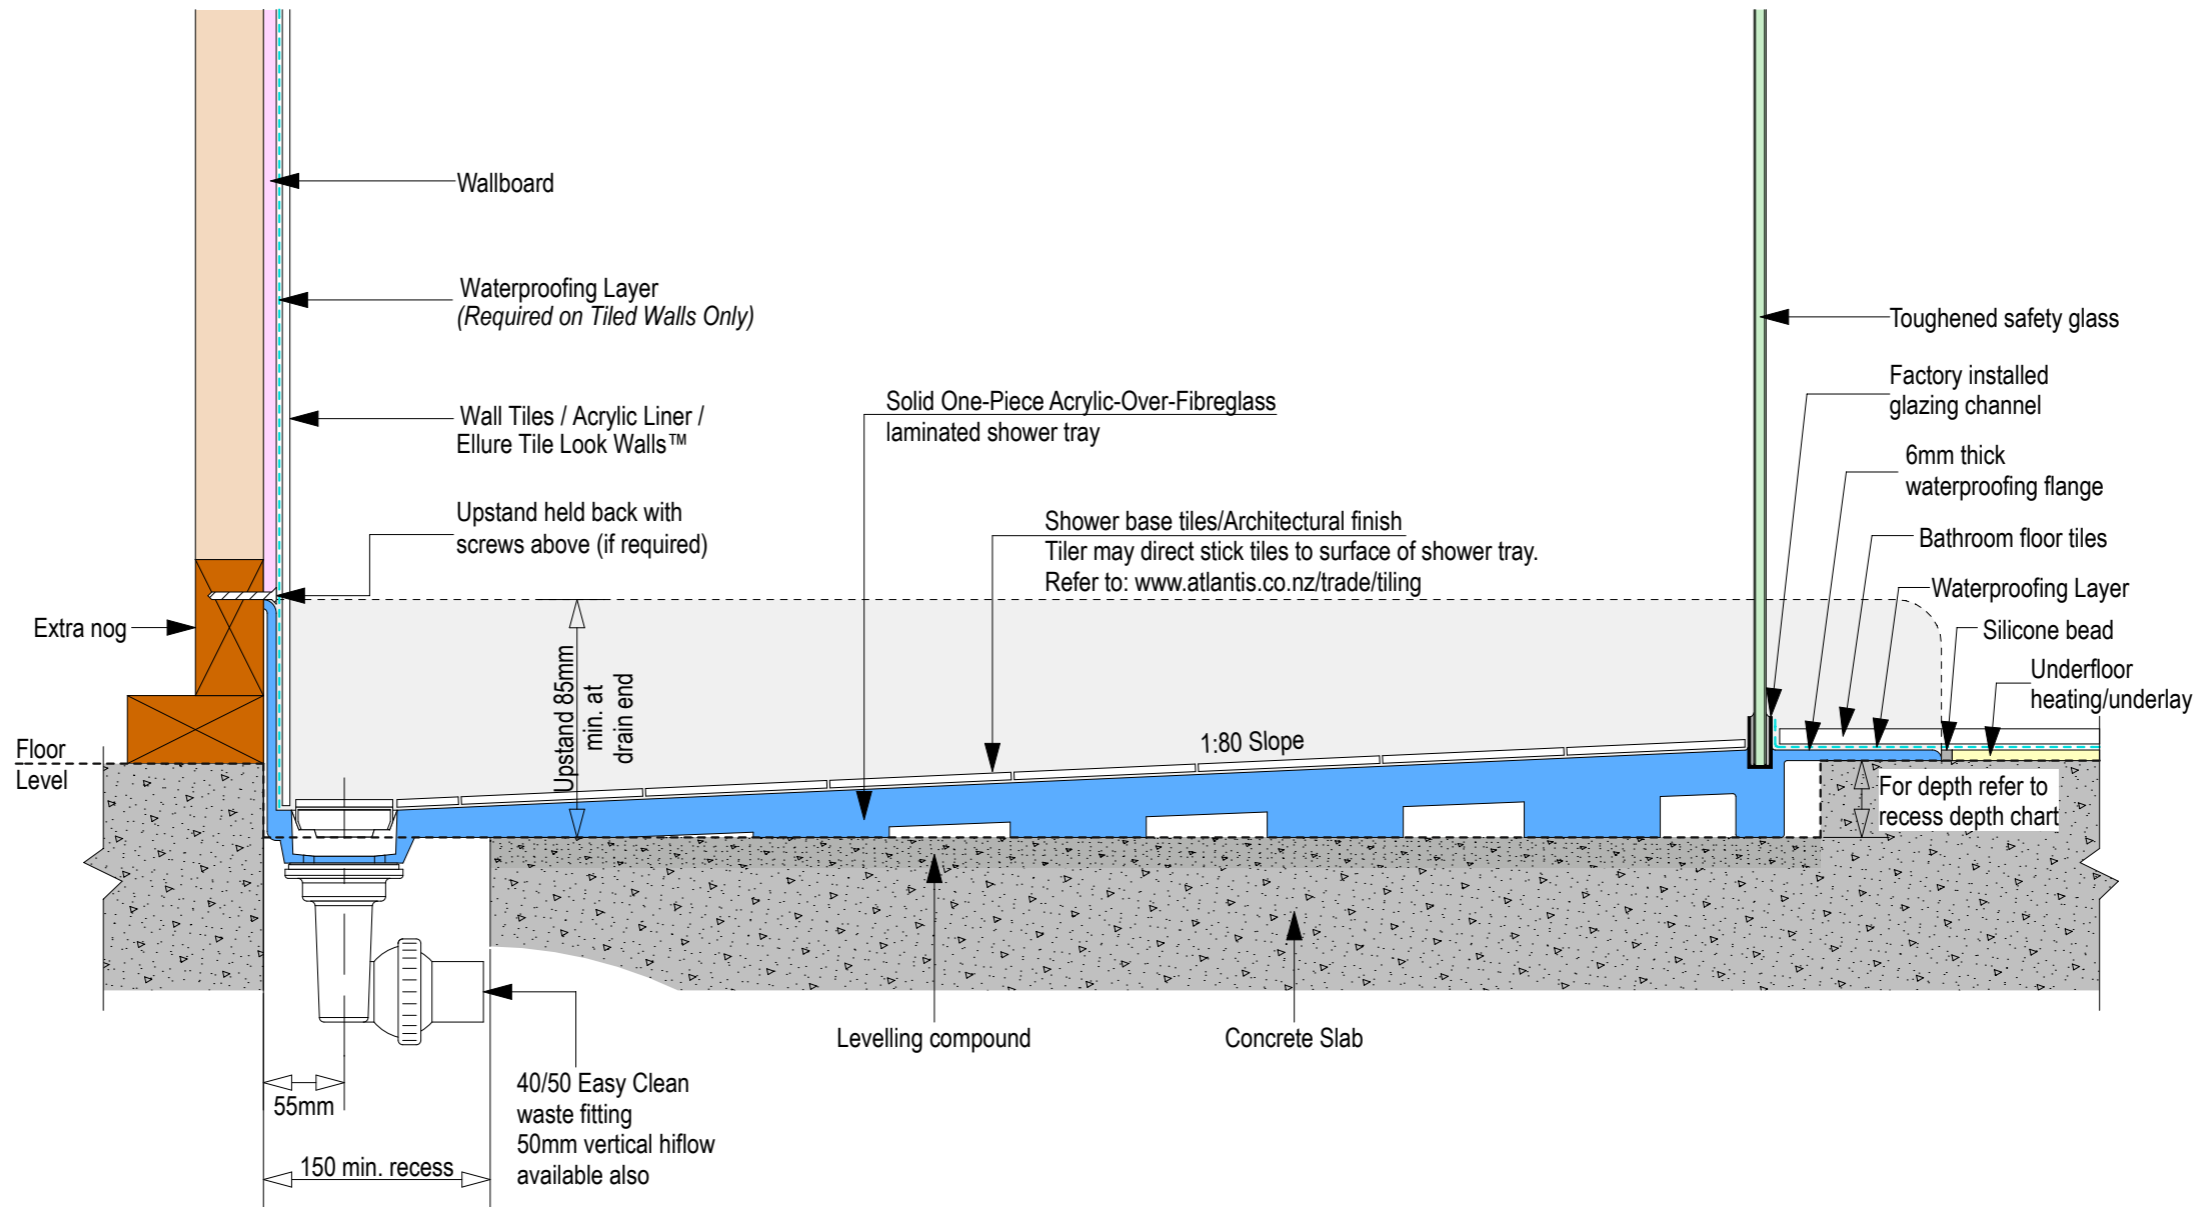 Wallboard
Waterproofing Layer
(Required on Tiled Walls Only)
Wall Tiles / Acrylic Liner /
Ellure Tile Look Walls™
Upstand held back with
screws above (if required)
Extra nog
Floor
Level
Upstand 85mm
min. at
drain end
Solid One-Piece Acrylic-Over-Fibreglass
laminated shower tray
Shower base tiles/Architectural finish
Tiler may direct stick tiles to surface of shower tray.
Refer to: www.atlantis.co.nz/trade/tiling
1:80 Slope
Toughened safety glass
Factory installed
glazing channel
6mm thick
waterproofing flange
Bathroom floor tiles
Waterproofing Layer
Silicone bead
Underfloor
heating/underlay
For depth refer to
recess depth chart
Levelling compound
Concrete Slab
40/50 Easy Clean
waste fitting
50mm vertical hiflow
available also
55mm
150 min. recess